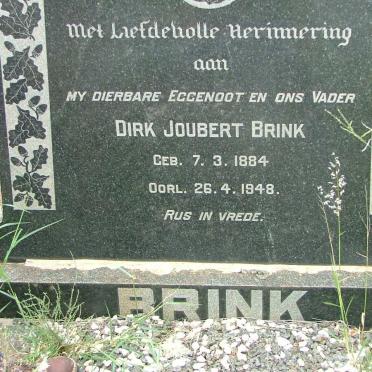 Met Liefdevolle Herinnering
aan
MY DIERBARE EGGENOOT EN ONS VADER
DIRK JOUBERT BRINK
GEB. 7. 3. 1884
OORL. 26. 4. 1948.
RUS IN VREDE.
BRINK